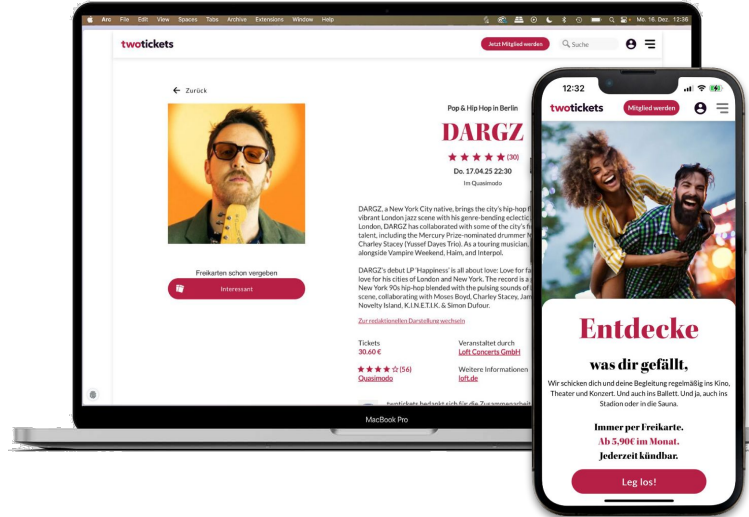 Arc File Edit View Spaces Tabs Archive Extensions Window Help
Mo. 16. Dez. 12:36
twotickets
Jetzt Mitglied werden
Suche
Zurück
Pop & Hip Hop in Berlin
DARGZ
(30)
Do. 17.04.25 22:30
Im Quasimodo
DARGZ, a New York City native, brings the city's hip-hop
vibrant London jazz scene with his genre-bending eclectic
London, DARGZ has collaborated with some of the city's
talent, including the Mercury Prize-nominated drummer
Charley Stacey (Yussef Dayes Trio). As a touring musician,
alongside Vampire Weekend, Haim, and Interpol.
DARGZ's debut LP 'Happiness' is all about love: Love for
love for his cities of London and New York. The record is a
New York 90s hip-hop blended with the pulsing sounds of
scene, collaborating with Moses Boyd, Charley Stacey,
Novelty Island, K.I.N.E.T.I.K. & Simon Dufour.
Freikarten schon vergeben
Interessant
Zur redaktionellen Darstellung wechseln
Tickets
30.60 €
Veranstaltet durch
Loft Concerts GmbH
(56)
Quasimodo
Weitere Informationen
loft.de
twotickets bedankt sich für die Zusammenarbeit
MacBook Pro
12:32
twotickets
Mitglied werden
Entdecke
was dir gefällt,
Wir schicken dich und deine Begleitung regelmäßig ins Kino,
Theater und Konzert. Und auch ins Ballett. Und ja, auch ins
Stadion oder in die Sauna.
Immer per Freikarte.
Ab 5,90€ im Monat.
Jederzeit kündbar.
Leg los!